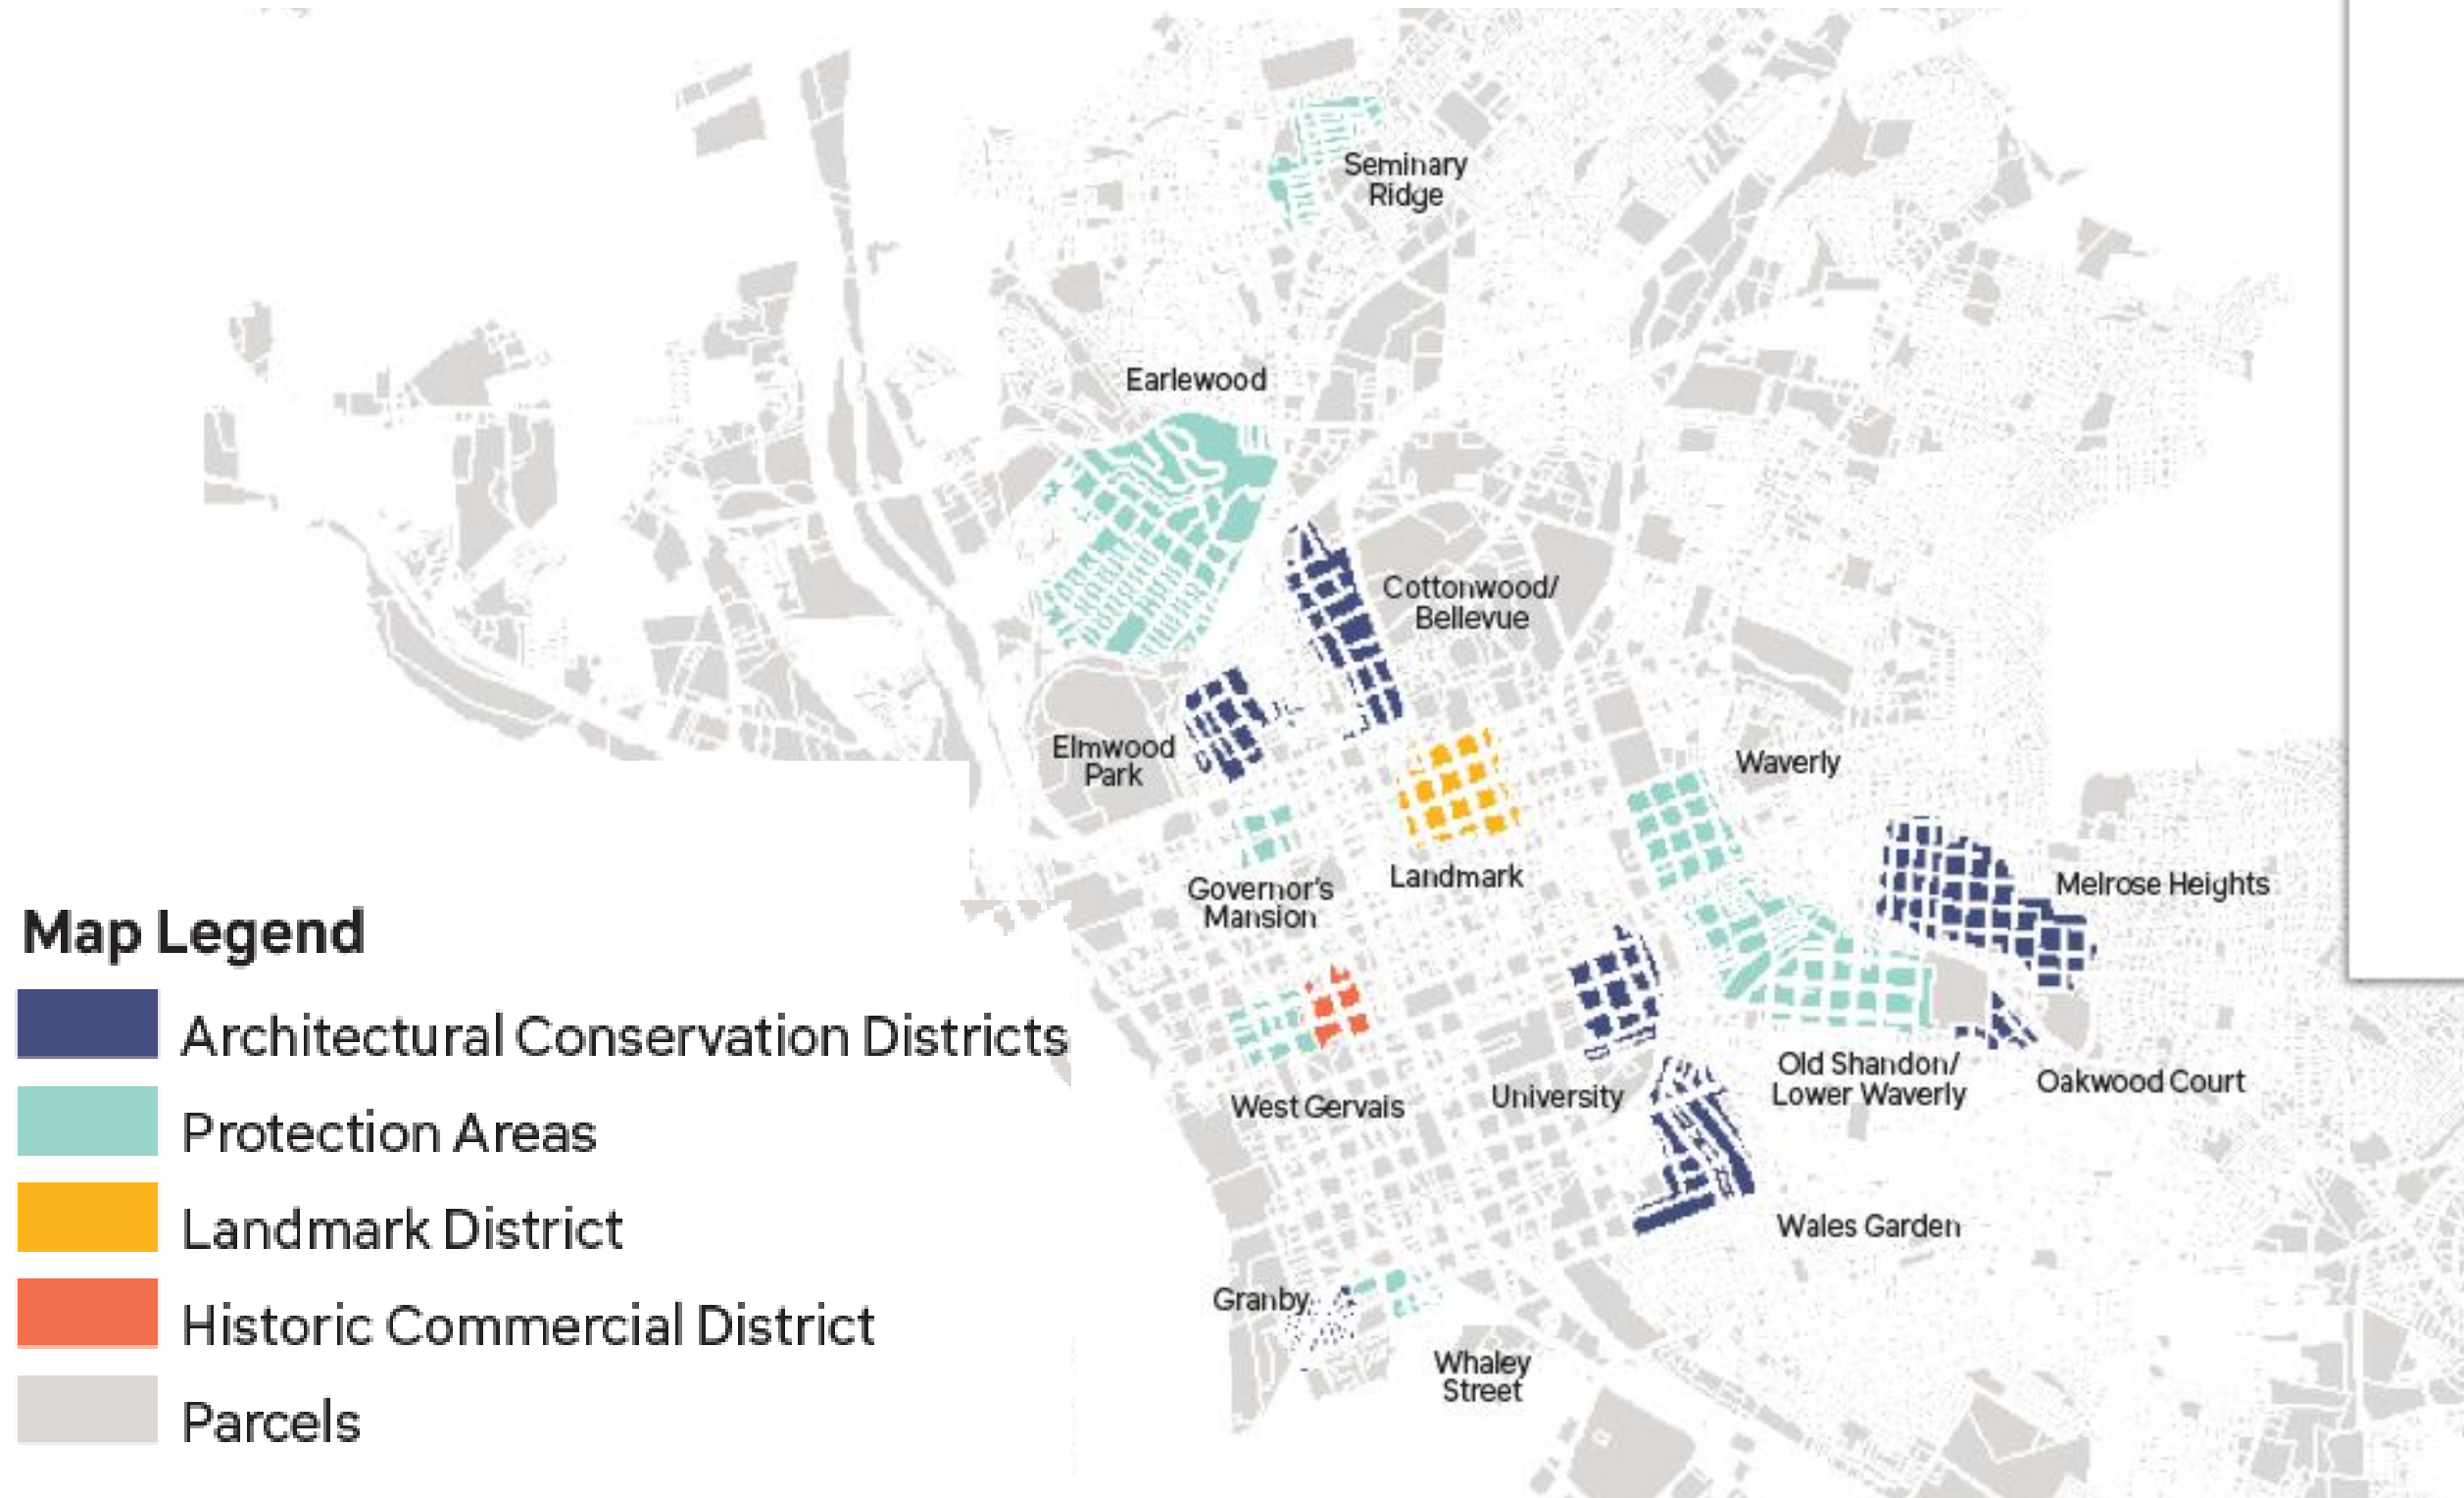 Seminary
Ridge
Earlewood
Cottonwood/
Bellevue
Elmwood
Park
Waverly
Governor's
Mansion
Landmark
Melrose Heights
West Gervais
University
Old Shandon/
Lower Waverly
Oakwood Court
Wales Garden
Granby
Whaley
Street
Map Legend
Architectural Conservation Districts
Protection Areas
Landmark District
Historic Commercial District
Parcels